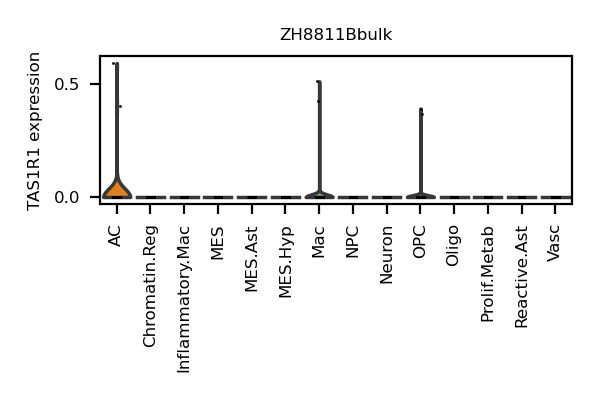 ZH8811Bbulk
TAS1R1 expression
0.5
0.0
AC
Chromatin.Reg
Inflammatory.Mac
MES
MES.Ast
MES.Hyp
Mac
NPC
Neuron
OPC
Oligo
Prolif.Metab
Reactive.Ast
Vasc